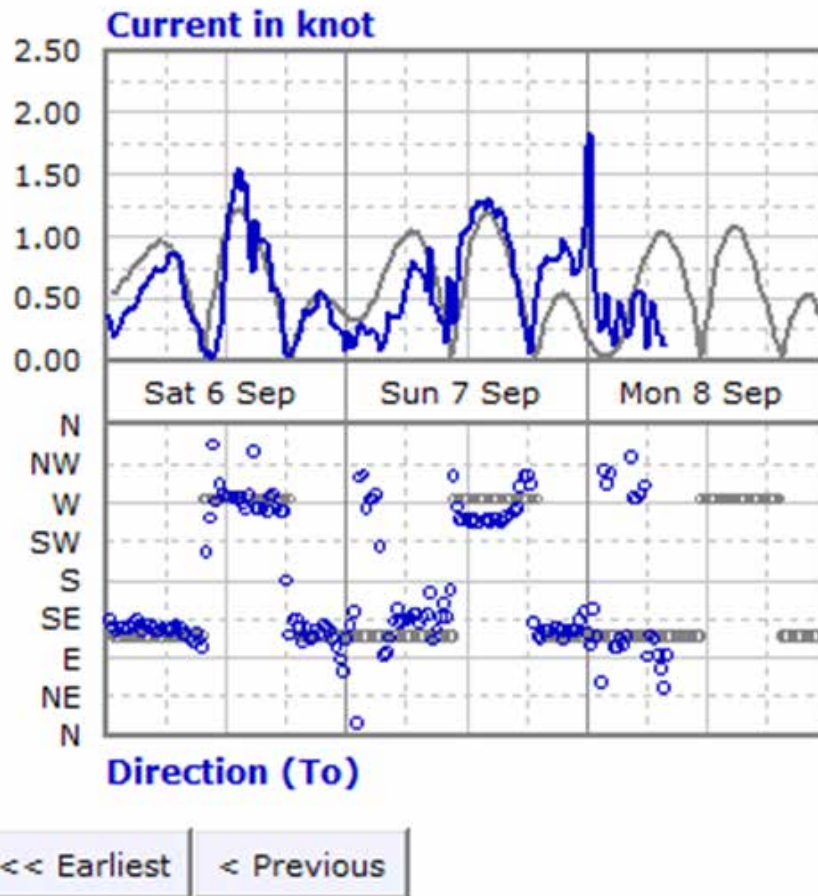 Current in knot
2.50
2.00
1.50
1.00
0.50
0.00
Sat 6 Sep Sun 7 Sep Mon 8 Sep
N
NW
W
SW
S
SE
E
NE
N
Direction (To)
<< Earliest < Previous